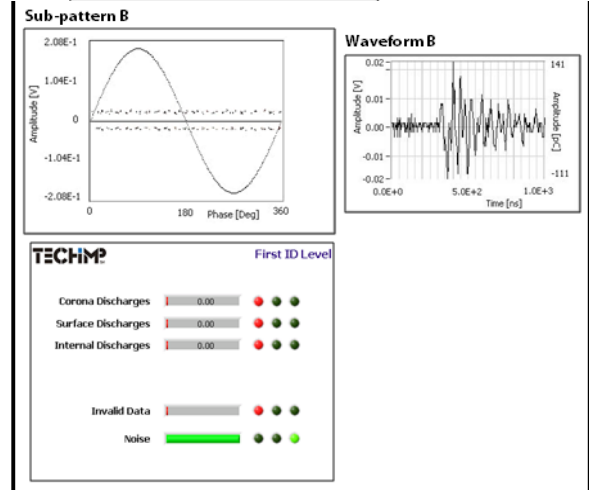 Sub-pattern B
2.08E-1
1.04E-1
0
-1.04E-1
-2.08E-1
Amplitude [V]
0 180 Phase [Deg] 360
Waveform B
0.02
0.01
0.00
-0.01
-0.02
Amplitude [V]
141
Amplitude [pC]
-111
0.0E+0 5.0E+2 1.0E+3
Time [ns]
TECHIMP First ID Level
Corona Discharges 0.00
Surface Discharges 0.00
Internal Discharges 0.00
Invalid Data
Noise